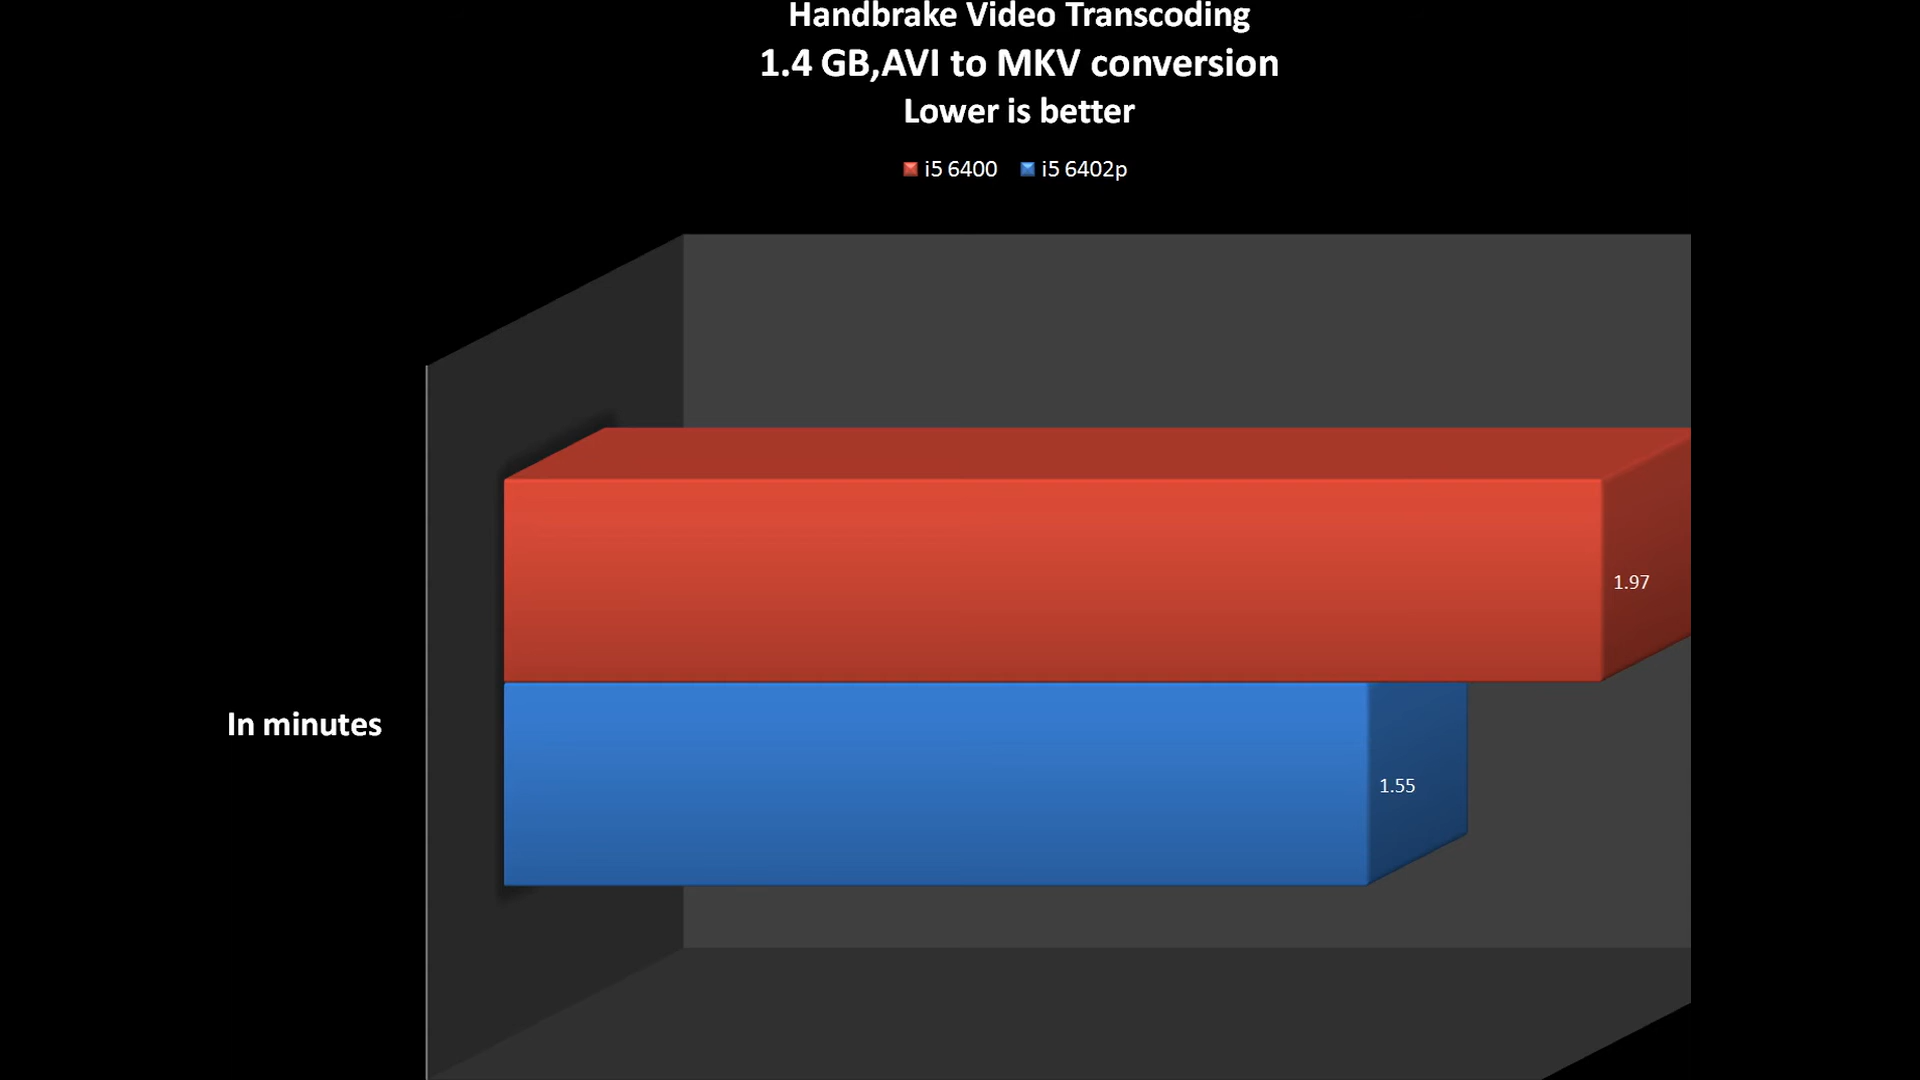 Handbrake Video Transcoding
1.4 GB,AVI to MKV conversion
Lower is better
i5 6400 i5 6402p
1.97
In minutes
1.55